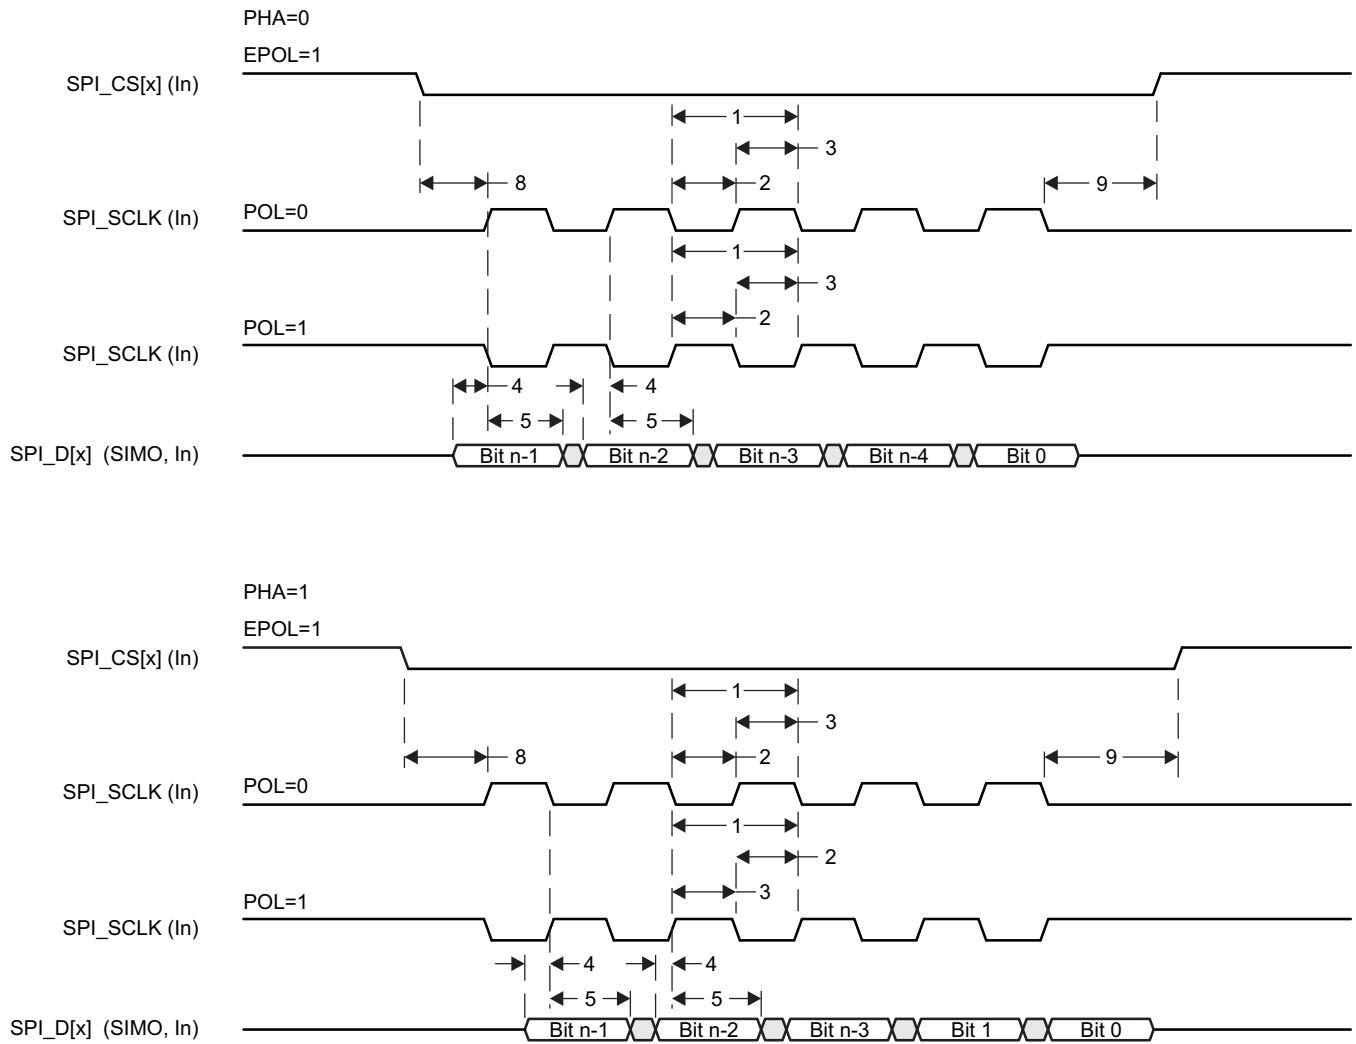 PHA=0
EPOL=1
SPI_CS[x] (In)
1
3
8
2
9
SPI_SCLK (In)
POL=0
1
3
2
POL=1
SPI_SCLK (In)
4
4
5
5
SPI_D[x] (SIMO, In)
Bit n-1
Bit n-2
Bit n-3
Bit n-4
Bit 0
PHA=1
EPOL=1
SPI_CS[x] (In)
1
3
8
2
9
SPI_SCLK (In)
POL=0
1
2
3
POL=1
SPI_SCLK (In)
4
4
5
5
SPI_D[x] (SIMO, In)
Bit n-1
Bit n-2
Bit n-3
Bit 1
Bit 0